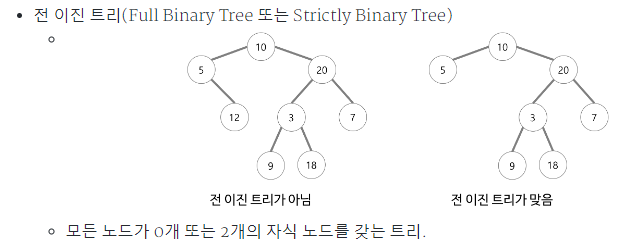 전 이진 트리(Full Binary Tree 또는 Strictly Binary Tree)
10 10
5 20 5 20
12 3 7 3 7
9 18 9 18
전 이진 트리가 아님 전 이진 트리가 맞음
모든 노드가 0개 또는 2개의 자식 노드를 갖는 트리.